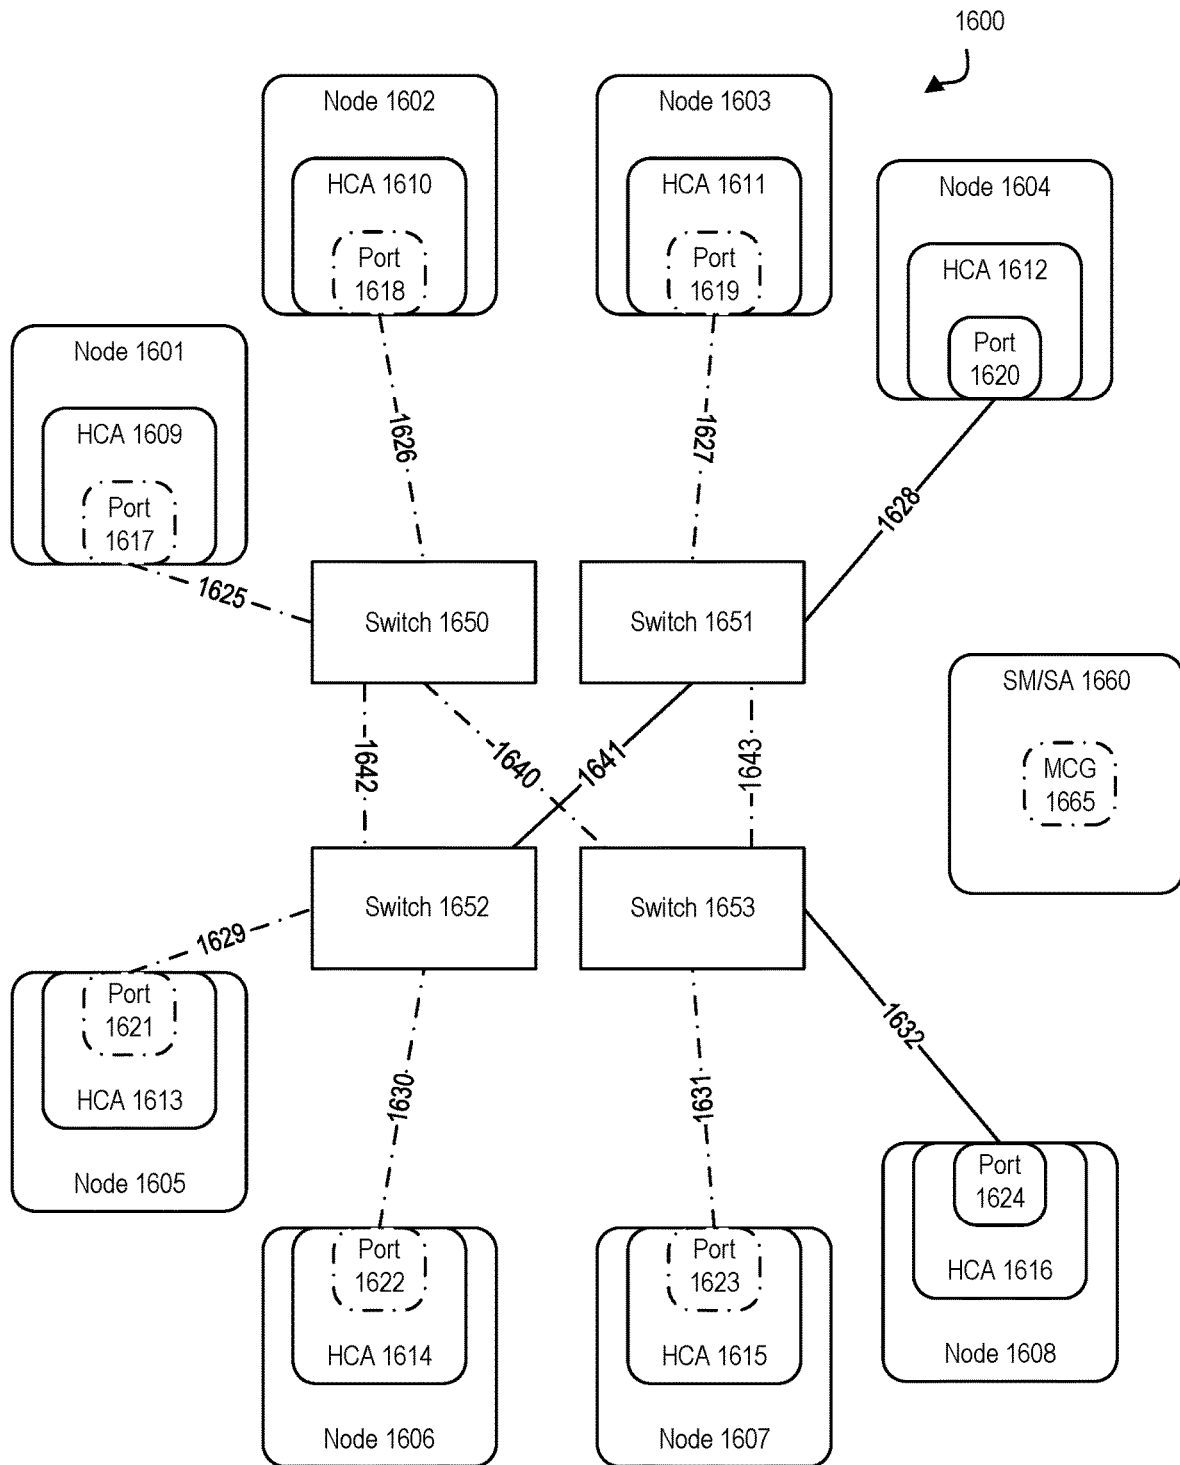 1600
Node 1602
HCA 1610
Port
1618
Node 1603
HCA 1611
Port
1619
Node 1604
HCA 1612
Port
1620
Node 1601
HCA 1609
Port
1617
1626
1627
1628
1625
Switch 1650
Switch 1651
SM/SA 1660
MCG
1665
1642
1640
1641
1643
Switch 1652
Switch 1653
1629
Port
1621
HCA 1613
Node 1605
1630
1631
1632
Port
1622
HCA 1614
Node 1606
Port
1623
HCA 1615
Node 1607
Port
1624
HCA 1616
Node 1608